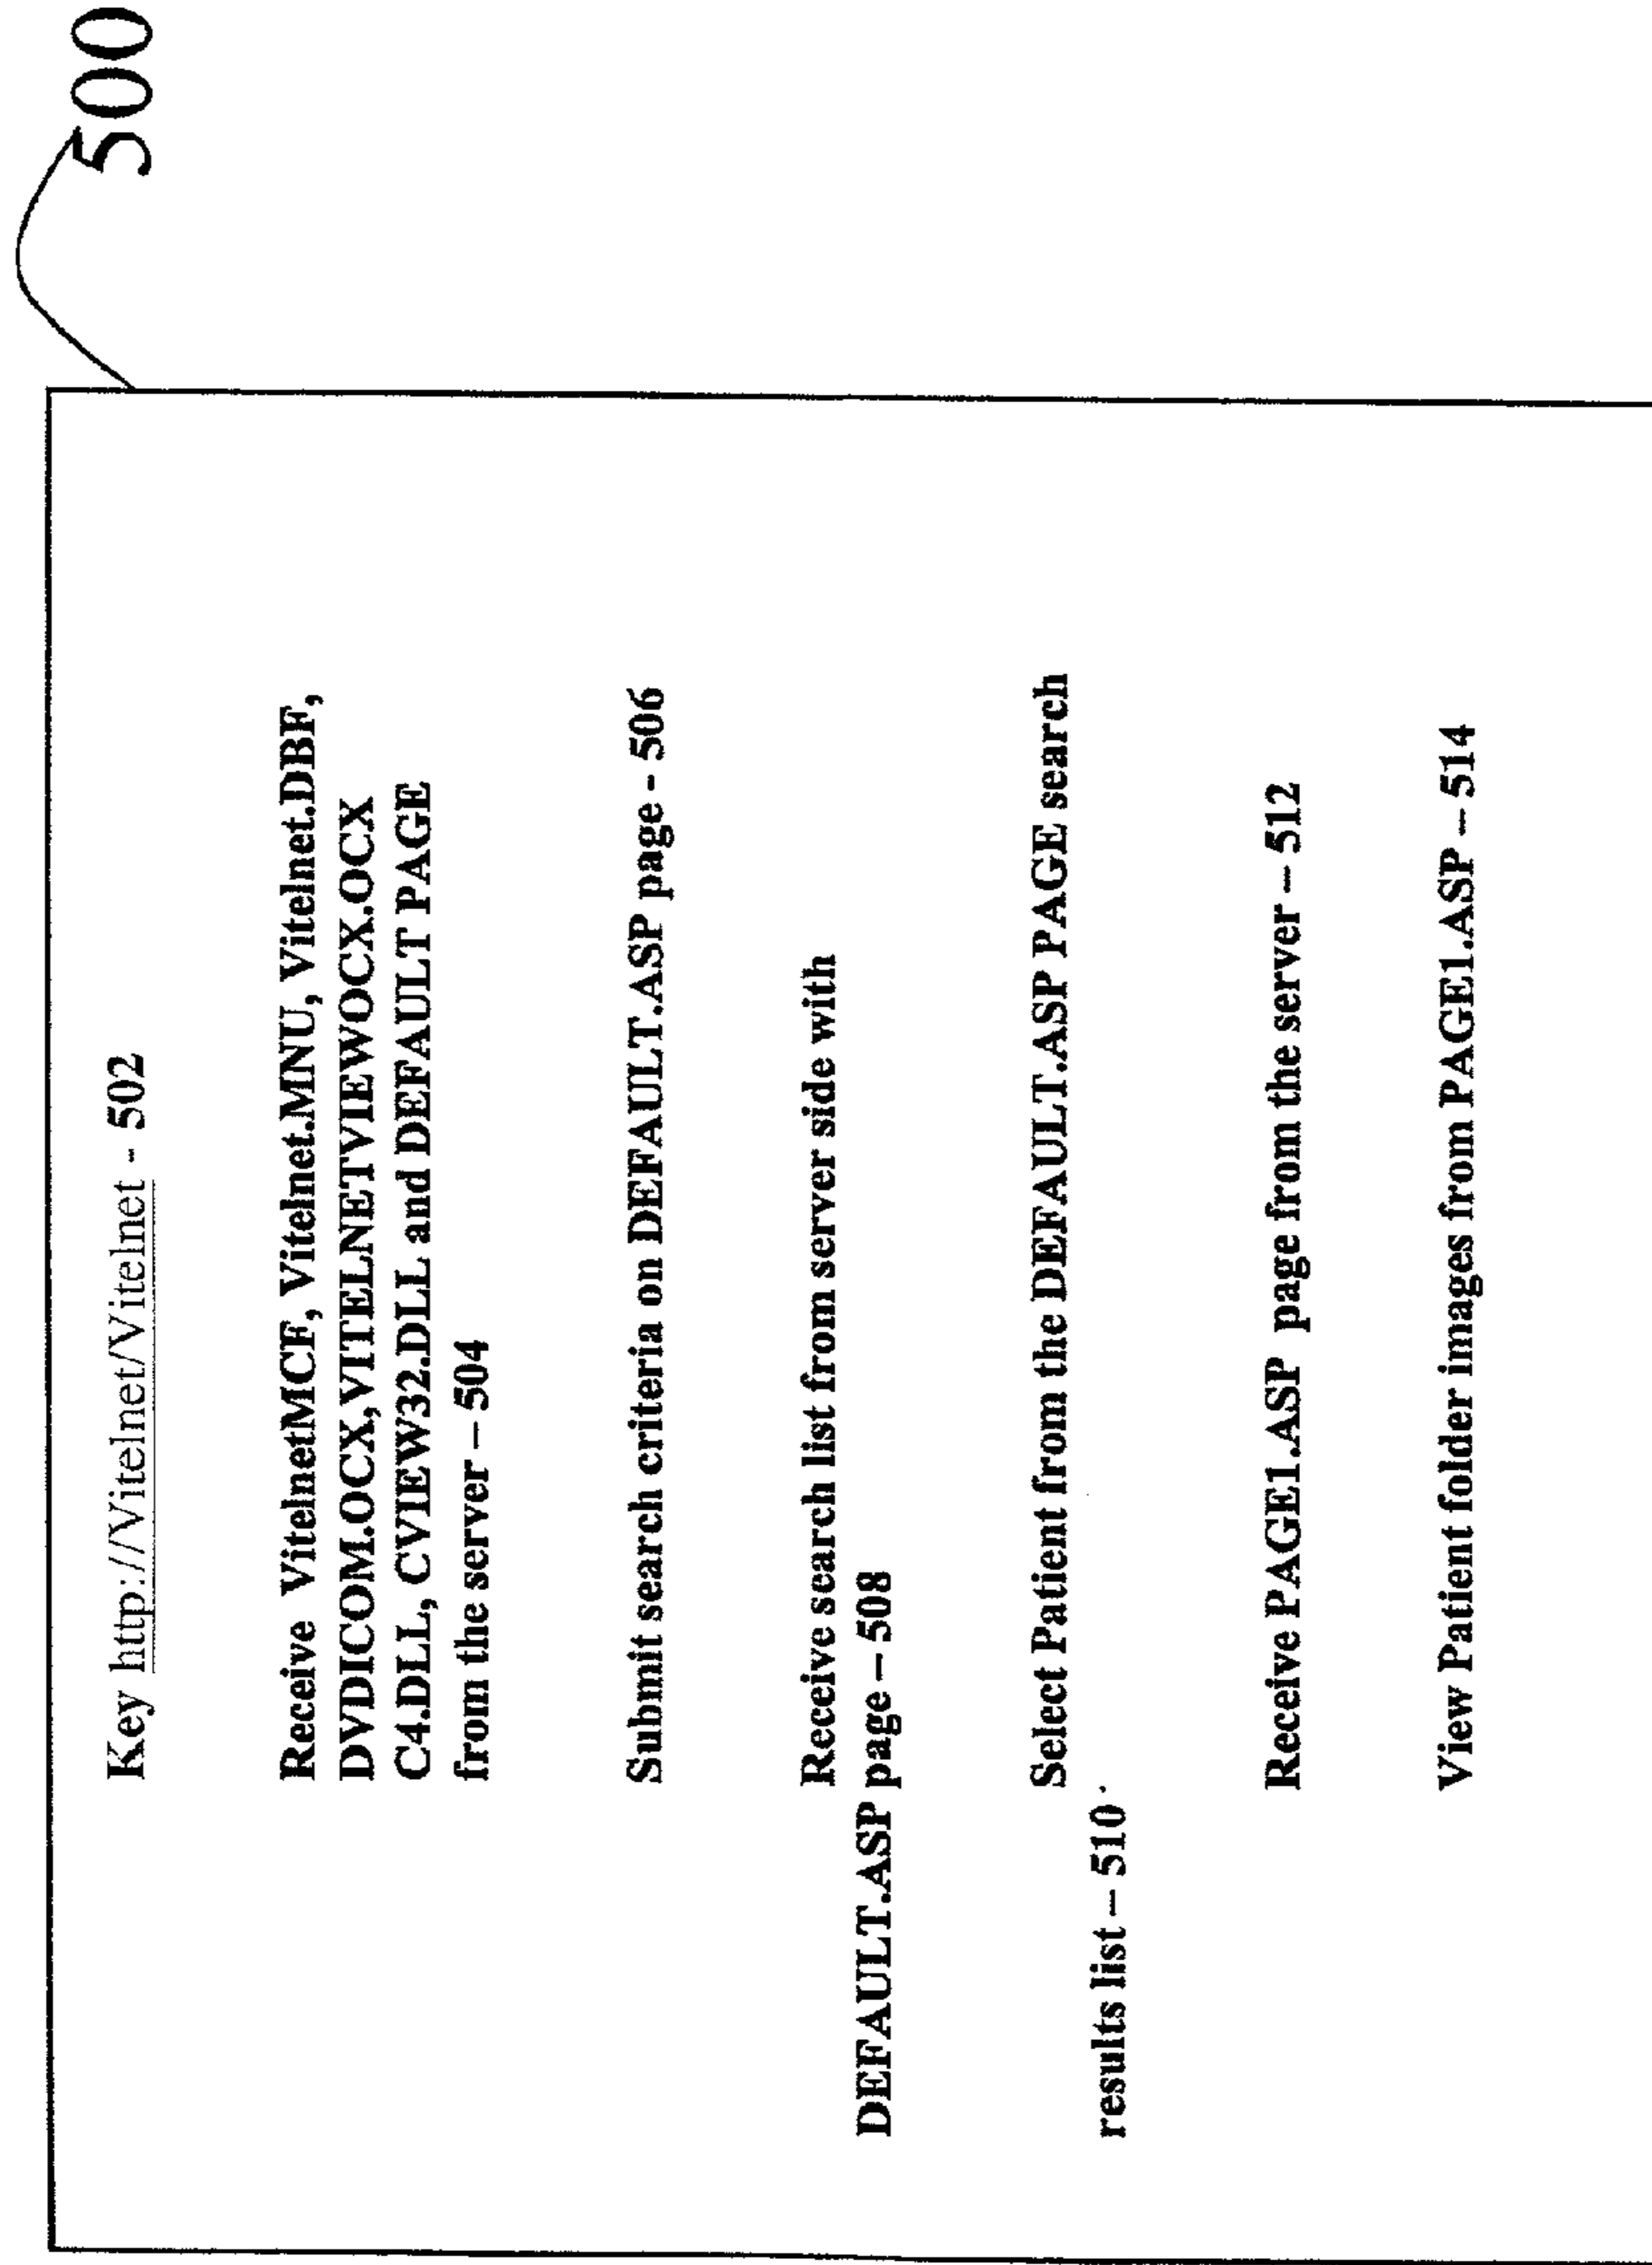 500
Key http://Vitelnet/Vitelnet - 502
Receive VitelnetMCF, Vitelnet.MNU, Vitelnet.DBF,
DVDICOM.OCX,VITELNETVIEWOCX.OCX
C4.DLL, CVIEW32.DLL and DEFAULT PAGE
from the server – 504
Submit search criteria on DEFAULT.ASP page - 506
Receive search list from server side with
DEFAULT.ASP page – 508
Select Patient from the DEFAULT.ASP PAGE search
results list – 510
Receive PAGE1.ASP page from the server – 512
View Patient folder images from PAGE1.ASP – 514